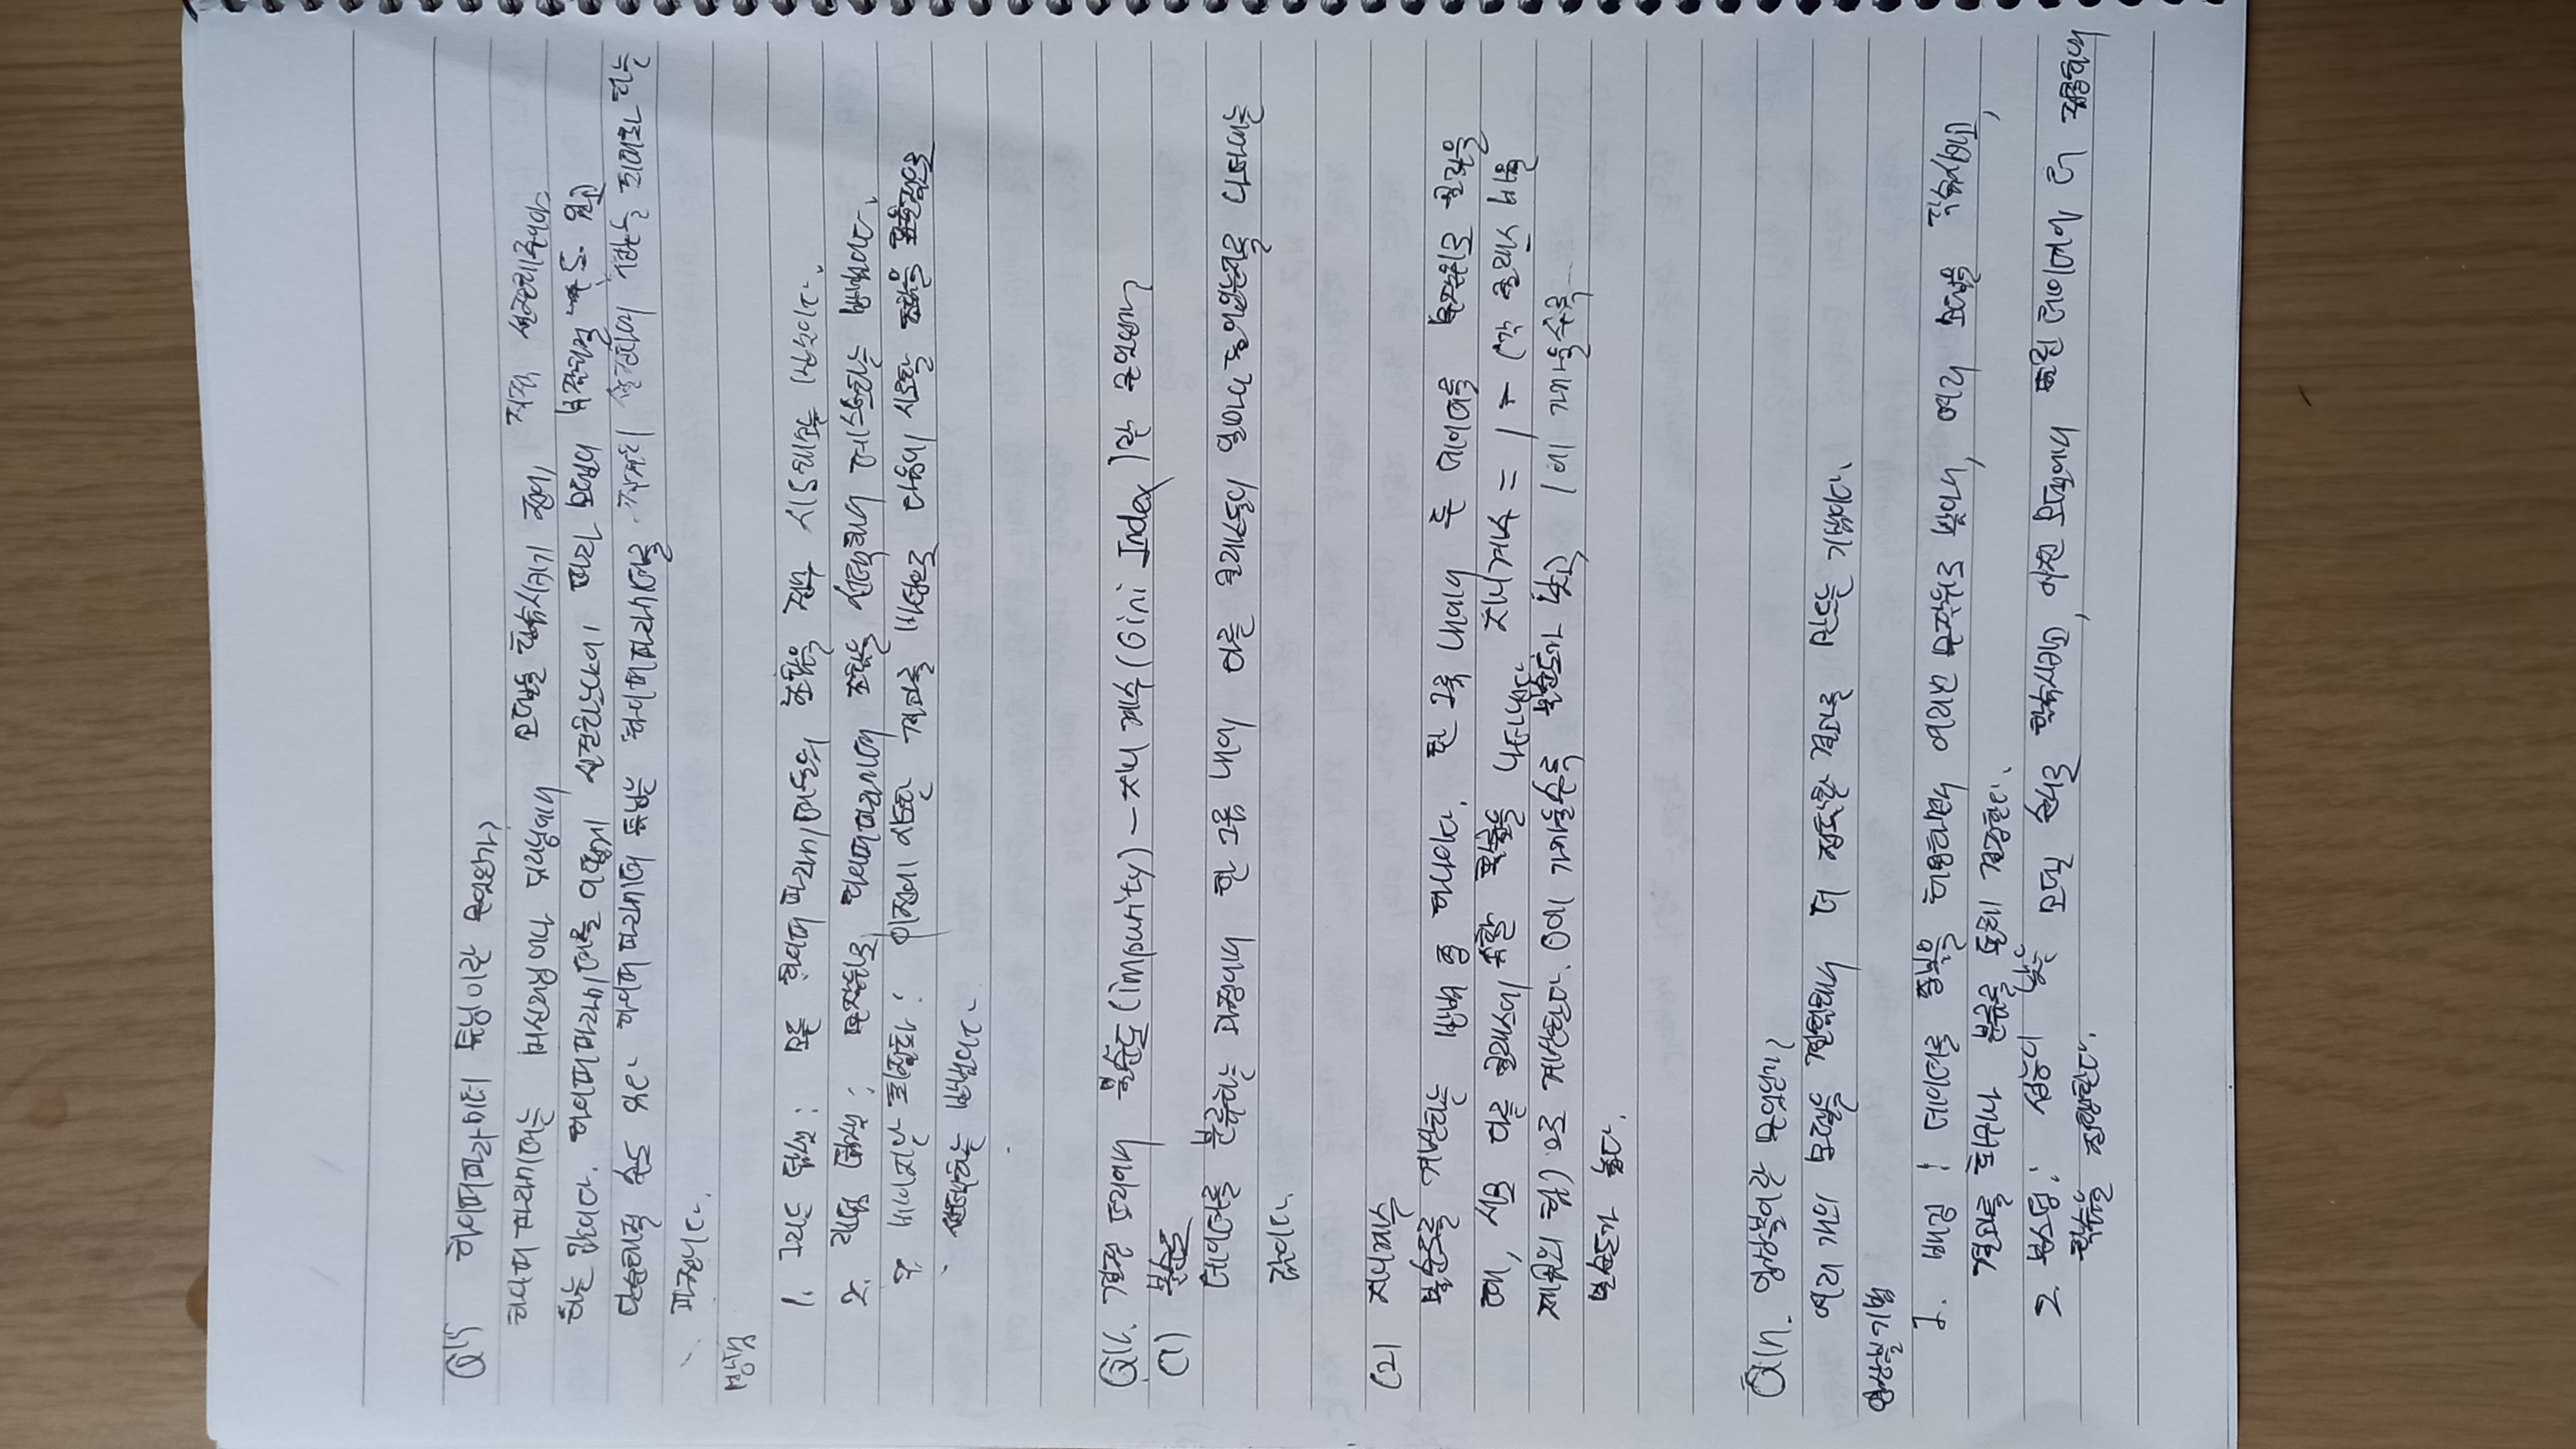 Q15 하이퍼파라미터 튜닝이란 무엇인가?
하이퍼 파라미터는 머신러닝이나 딥러닝에서 모델을 학습시키기 전에, 직접 설정해주어야
하는 값이다. 하이퍼파라미터를 어떻게 설정하느냐에 따라 모델이 복잡해질 수도 있고
단순해질 수도 있다. 하이퍼 파라미터 튜닝은 하이퍼파라미터를 적절히 설정하여 성능을 최대화 하는
과정이다.
방법
1. 그리드 탐색: 모든 하이퍼 파라미터들의 조합을 전부 시도해보는 방식이다.
2. 랜덤 탐색: 무작위로 하이퍼파라미터 조합을 선택하여 테스트하는 방법이다.
3. 베이지안 최적화: 이전에 시도한 결과를 바탕으로 다음에 시도할 조합을 효율적으로
선택하는 방법이다.
Q16. 결정 트리에서 불순도(impurity) - 지니 계수(Gini Index)란 무엇인가?
(1) 불순도
데이터를 분류하는 과정에서 한 그룹 내에 다른 클래스들이 얼마나 들어있는지를 나타내는
값이다.
(2) 지니계수
불순도를 계산하는 방법 중 하나이다. 한 그룹 내에서 두 데이터를 무작위로 골랐을
때, 서로 다른 클래스에 속할 확률을 나타낸다. 지니계수 = 1 - (각 클래스 비율
제곱의 합)으로 계산한다. 0에 가까울수록 불순도가 낮고, 1에 가까울수록
불순도가 높다.
Q17. 앙상블이란 무엇인가?
여러 개의 모델을 결합해서 더 정확한 결과를 만드는 기법이다.
앙상블 기법
1. 배깅: 데이터를 중복을 허용하면서 여러번 무작위로 뽑아서, 여러 모델을 학습시키고,
결과를 회귀나 분류를 통해 결정한다.
2. 부스팅: 성능이 낮은 모델 순서로 학습시키고, 이전 모델에서 틀린 데이터에 더 집중하여
학습을 진행한다.